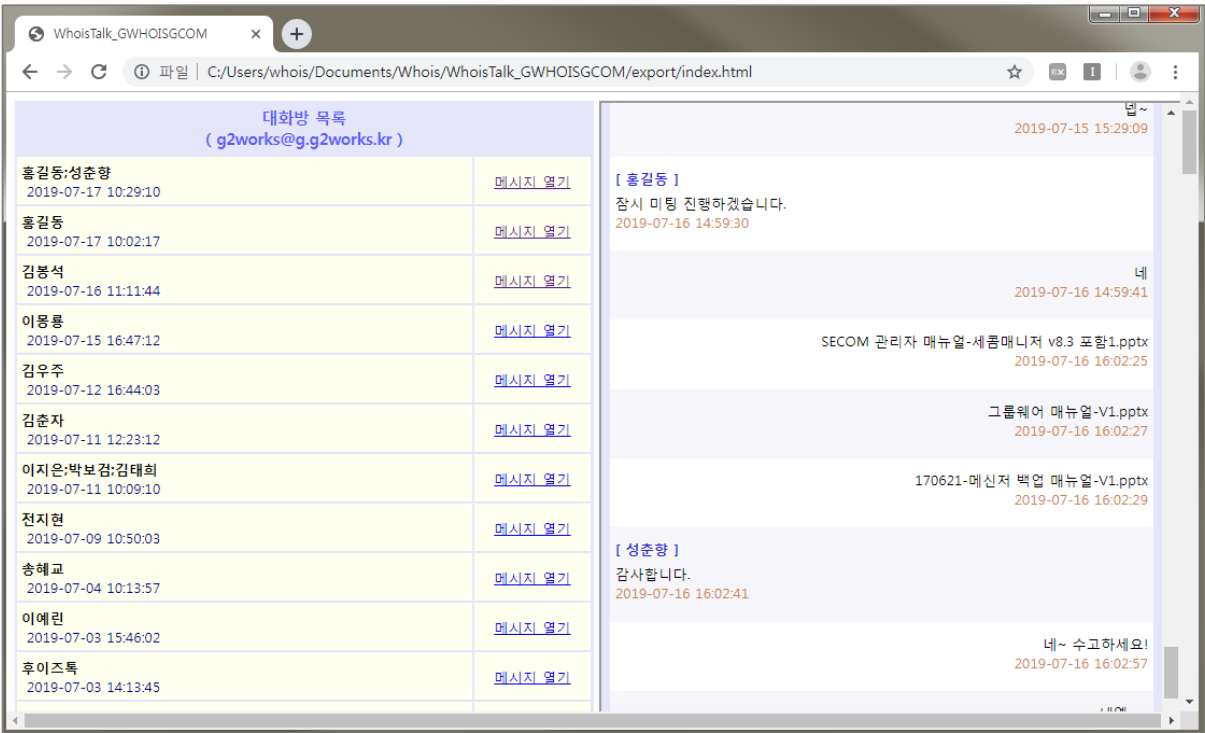 WhoisTalk_GWHOISGCOM
파일 | C:/Users/whois/Documents/Whois/WhoisTalk_GWHOISGCOM/export/index.html
대화방 목록
( g2works@g.g2works.kr )
홍길동;성춘향
2019-07-17 10:29:10
메시지 열기
홍길동
2019-07-17 10:02:17
메시지 열기
김봉석
2019-07-16 11:11:44
메시지 열기
이몽룡
2019-07-15 16:47:12
메시지 열기
김우주
2019-07-12 16:44:03
메시지 열기
김춘자
2019-07-11 12:23:12
메시지 열기
이지은;박보검;김태희
2019-07-11 10:09:10
메시지 열기
전지현
2019-07-09 10:50:03
메시지 열기
송혜교
2019-07-04 10:13:57
메시지 열기
이예린
2019-07-03 15:46:02
메시지 열기
후이즈톡
2019-07-03 14:13:45
메시지 열기
넵~
2019-07-15 15:29:09
[ 홍길동 ]
잠시 미팅 진행하겠습니다.
2019-07-16 14:59:30
네
2019-07-16 14:59:41
SECOM 관리자 매뉴얼-세콤매니저 v8.3 포함1.pptx
2019-07-16 16:02:25
그룹웨어 매뉴얼-V1.pptx
2019-07-16 16:02:27
170621-메신저 백업 매뉴얼-V1.pptx
2019-07-16 16:02:29
[ 성춘향 ]
감사합니다.
2019-07-16 16:02:41
네~ 수고하세요!
2019-07-16 16:02:57